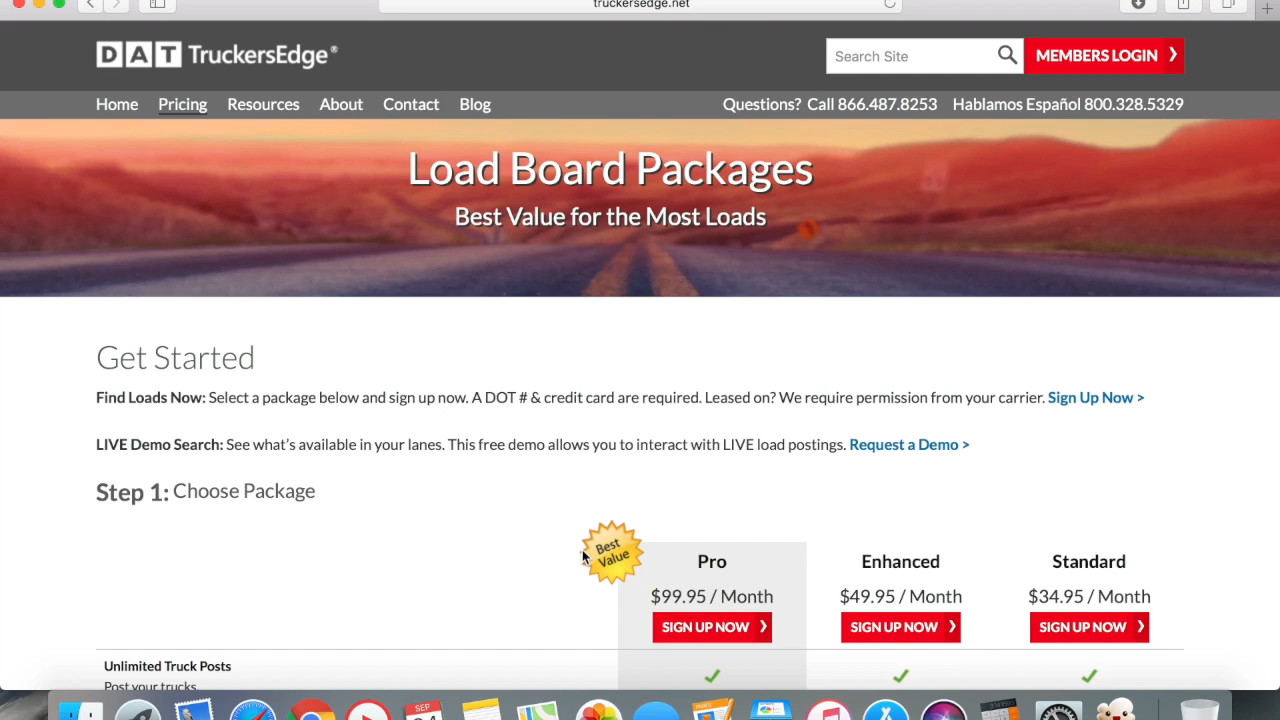 truckersedge.net
DAT TruckersEdge®
Search Site
MEMBERS LOGIN
Home Pricing Resources About Contact Blog
Questions? Call 866.487.8253 Hablamos Español 800.328.5329
Load Board Packages
Best Value for the Most Loads
Get Started
Find Loads Now: Select a package below and sign up now. A DOT # & credit card are required. Leased on? We require permission from your carrier. Sign Up Now >
LIVE Demo Search: See what's available in your lanes. This free demo allows you to interact with LIVE load postings. Request a Demo >
Step 1: Choose Package
Best Value
Pro Enhanced Standard
$99.95 / Month $49.95 / Month $34.95 / Month
SIGN UP NOW SIGN UP NOW SIGN UP NOW
Unlimited Truck Posts
Post your trucks
SEP